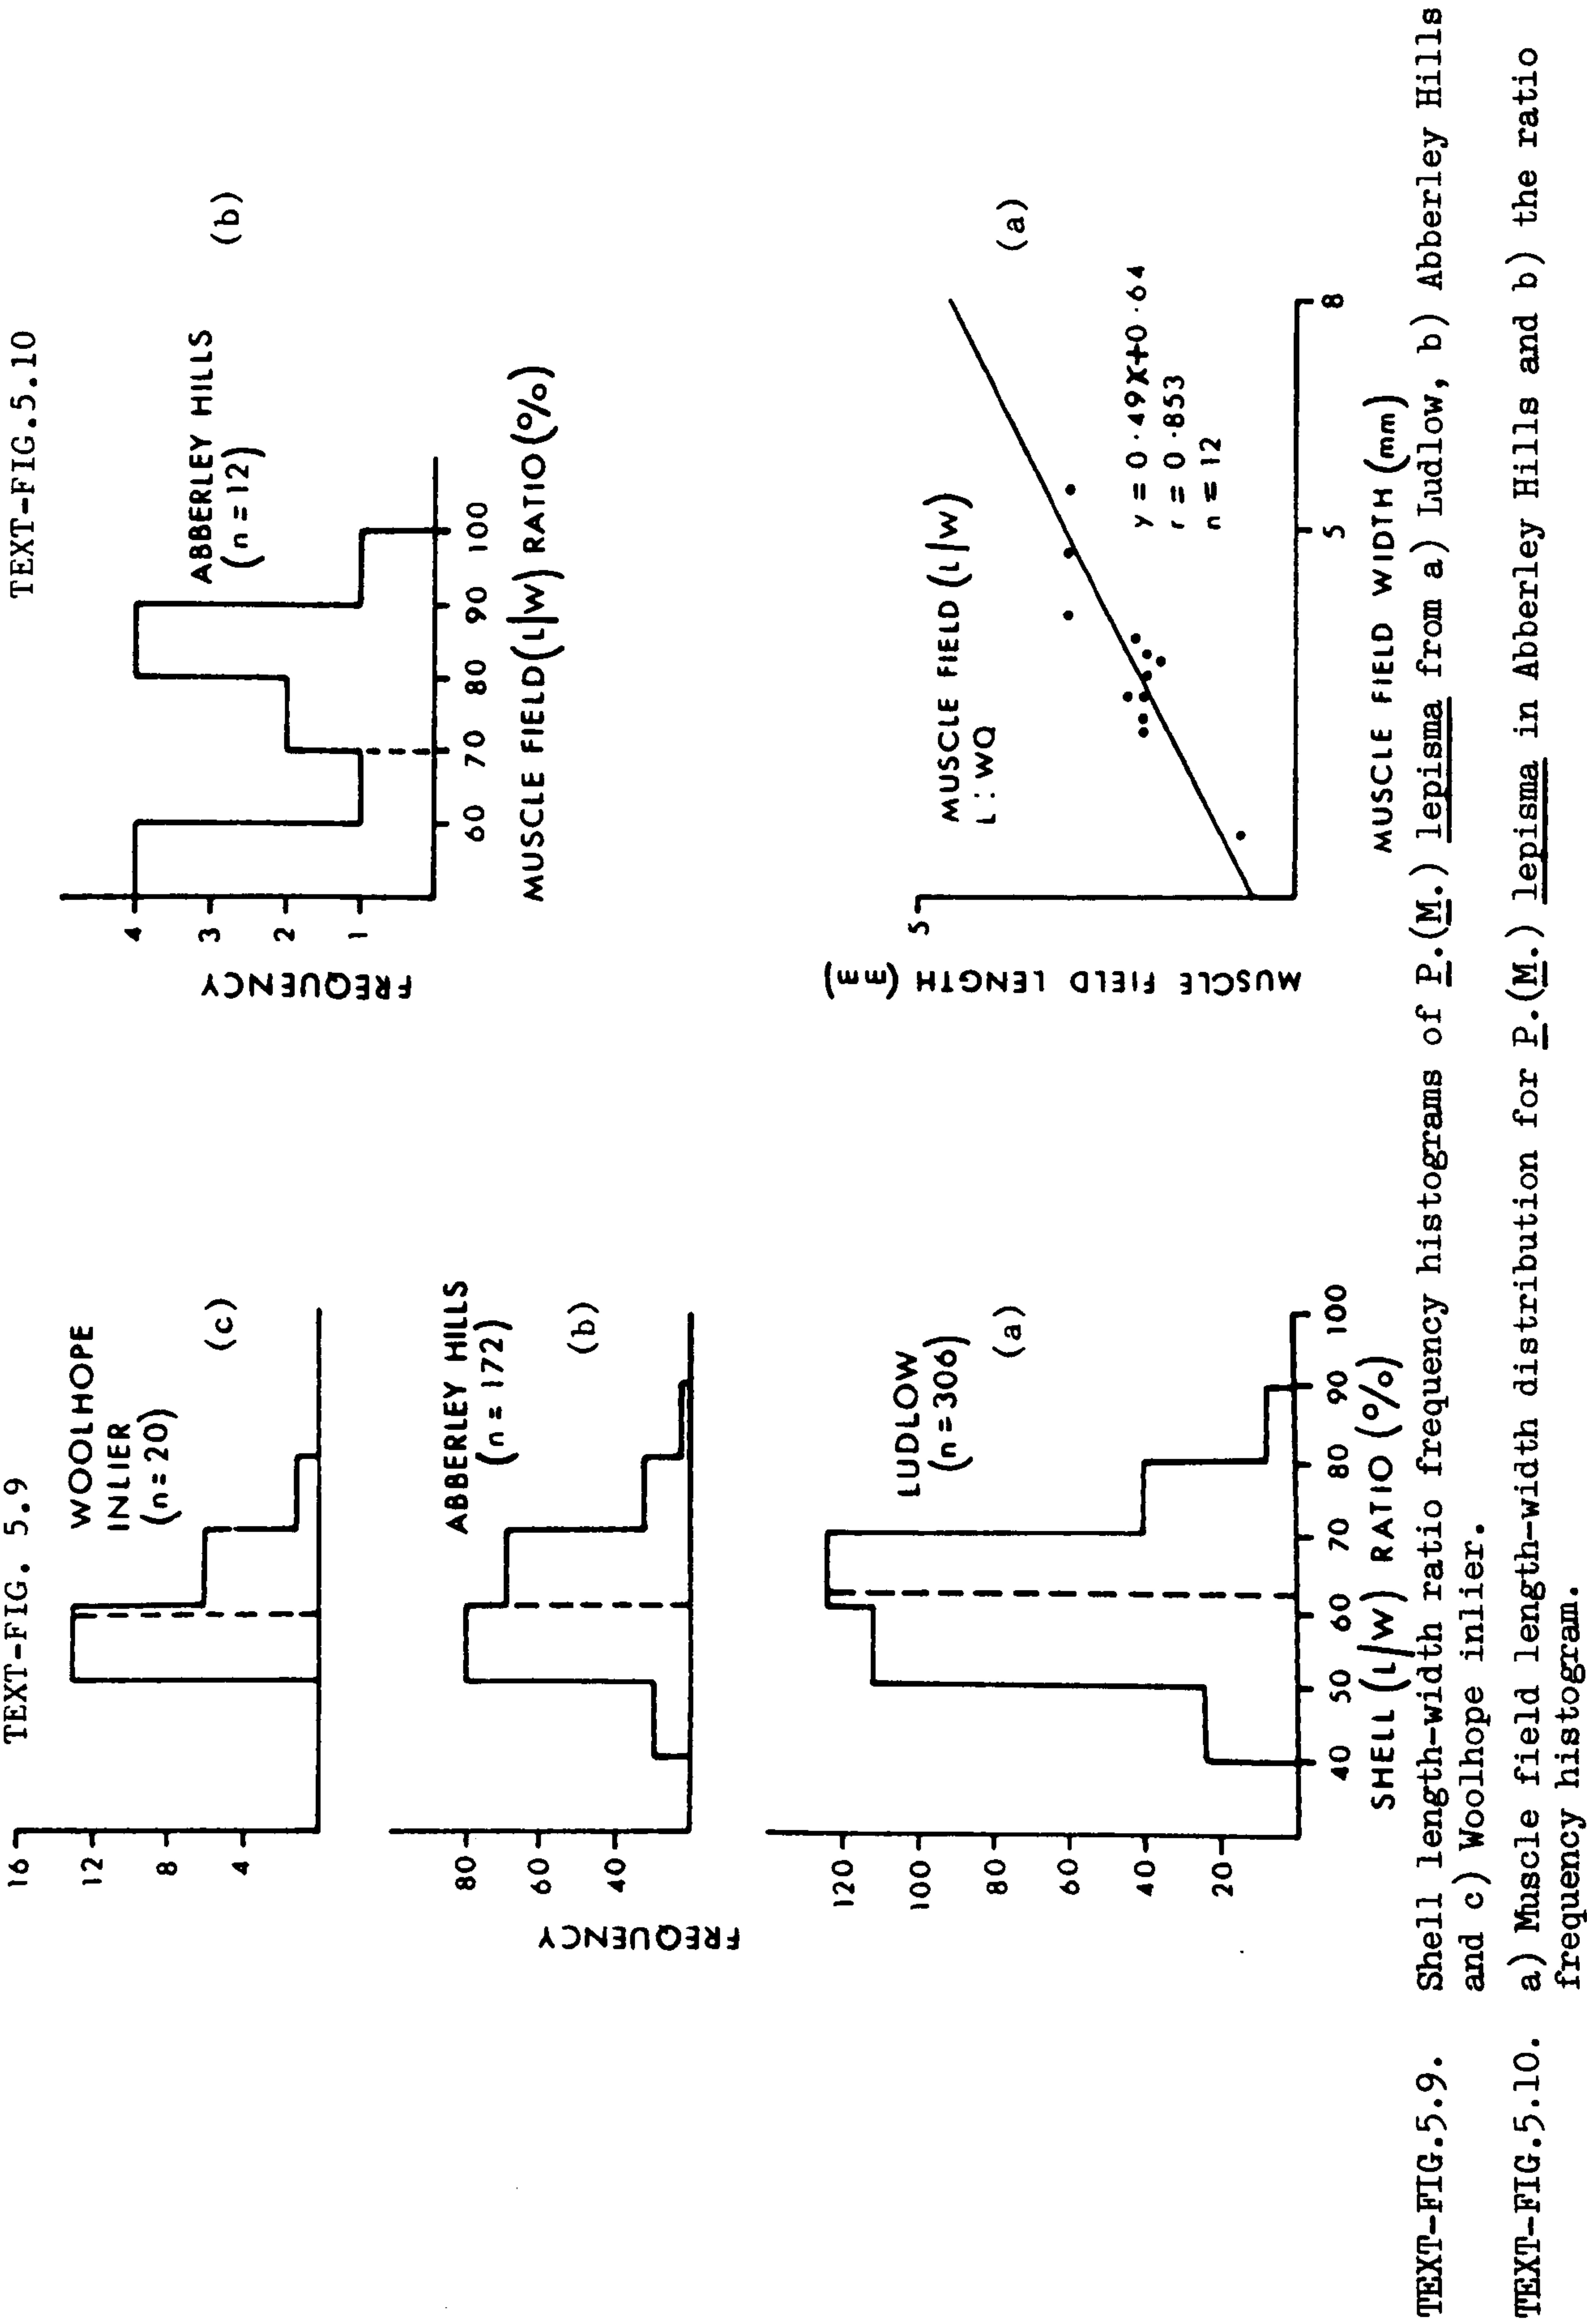 TEXT-FIG. 5.9
WOOLHOPE
INLIER
(n=20)
(c)
16
12
8
4
ABBERLEY HILLS
(n=172)
(b)
80
60
40
FREQUENCY
LUDLOW
(n=306)
(a)
120
100
80
60
40
20
40 50 60 70 80 90 100
SHELL (L/W) RATIO (%)
TEXT-FIG.5.10
(b)
ABBERLEY HILLS
(n=12)
4
3
2
1
FREQUENCY
60 70 80 90 100
MUSCLE FIELD (L/W) RATIO (%)
MUSCLE FIELD (L/W)
L:WQ
(a)
5
MUSCLE FIELD LENGTH (mm)
y = 0·49X+0·64
r = 0·853
n = 12
5 8
MUSCLE FIELD WIDTH (mm)
TEXT-FIG.5.9. Shell length-width ratio frequency histograms of P.(M.) lepisma from a) Ludlow, b) Abberley Hills
and c) Woolhope inlier.
TEXT-FIG.5.10. a) Muscle field length-width distribution for P.(M.) lepisma in Abberley Hills and b) the ratio
frequency histogram.